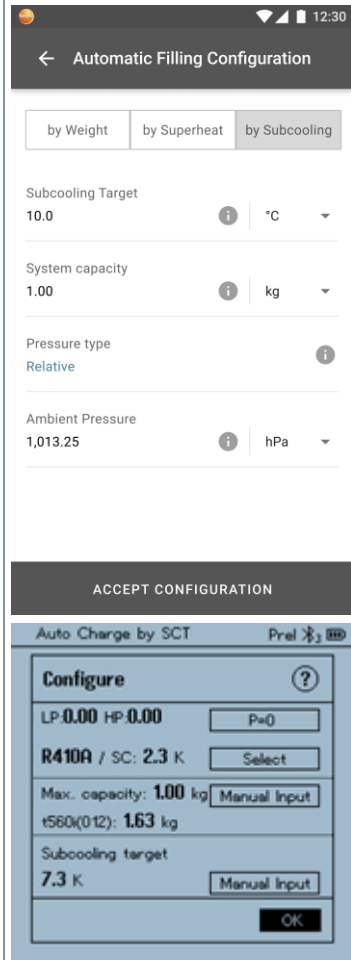 12:30
Automatic Filling Configuration
by Weight by Superheat by Subcooling
Subcooling Target
10.0 °C
System capacity
1.00 kg
Pressure type
Relative
Ambient Pressure
1,013.25 hPa
ACCEPT CONFIGURATION
Auto Charge by SCT Prel
Configure ?
LP:0.00 HP:0.00 P=0
R410A / SC: 2.3 K Select
Max. capacity: 1.00 kg Manual Input
t560i(012): 1.63 kg
Subcooling target
7.3 K Manual Input
OK